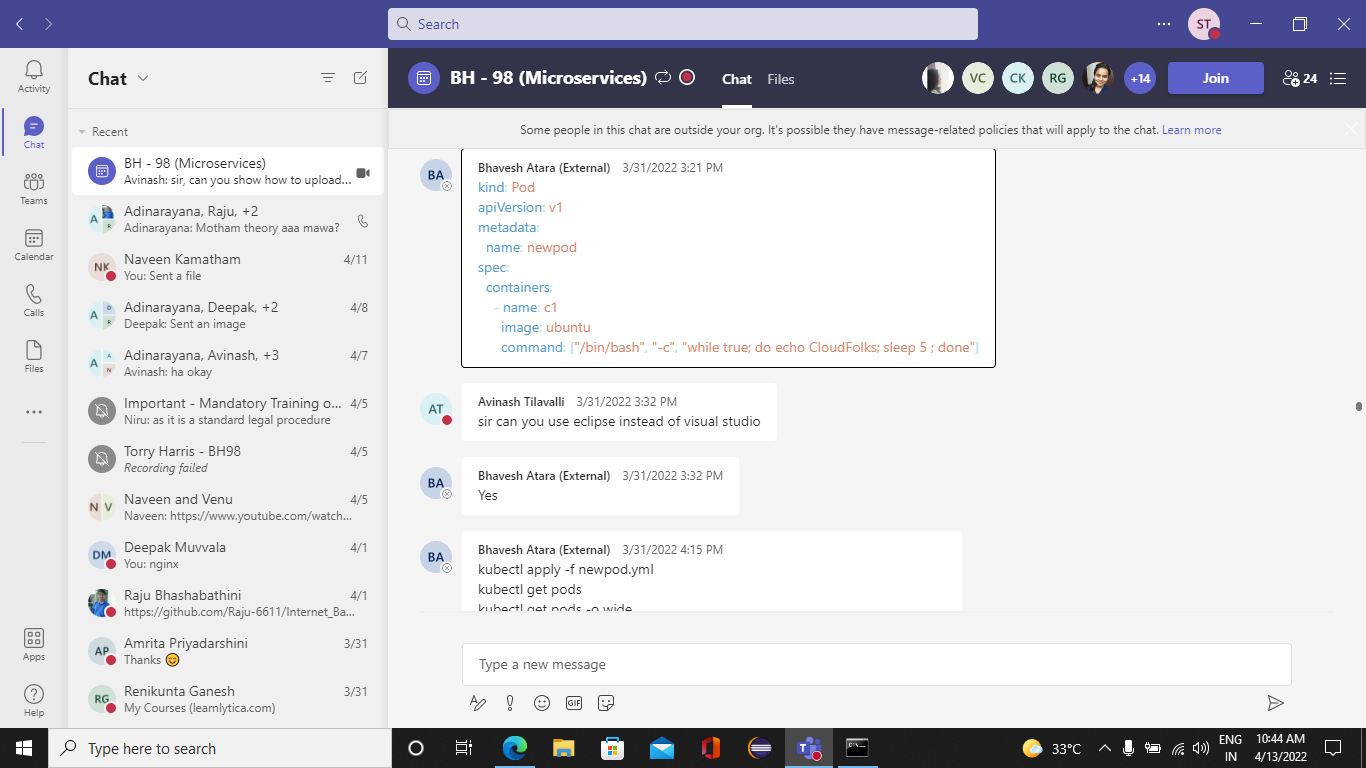 Search
ST
Activity
Chat
Teams
Calendar
Calls
Files
Apps
Help
Chat
Recent
BH - 98 (Microservices)
Avinash: sir, can you show how to upload...
A
R
Adinarayana, Raju, +2
Adinarayana: Motham theory aaa mawa?
NK
Naveen Kamatham
4/11
You: Sent a file
A
D
R
Adinarayana, Deepak, +2
4/8
Deepak: Sent an image
A
A
N
Adinarayana, Avinash, +3
4/7
Avinash: ha okay
Important - Mandatory Training o...
4/5
Niru: as it is a standard legal procedure
Torry Harris - BH98
4/5
Recording failed
N V
Naveen and Venu
4/5
Naveen: https://www.youtube.com/watch...
DM
Deepak Muvvala
4/1
You: nginx
Raju Bhashabathini
4/1
https://github.com/Raju-6611/Internet_Ba...
AP
Amrita Priyadarshini
3/31
Thanks 😊
RG
Renikunta Ganesh
3/31
My Courses (learnlytica.com)
BH - 98 (Microservices)
Chat
Files
VC
CK
RG
+14
Join
24
Some people in this chat are outside your org. It's possible they have message-related policies that will apply to the chat. Learn more
BA
Bhavesh Atara (External) 3/31/2022 3:21 PM
kind: Pod
apiVersion: v1
metadata:
  name: newpod
spec:
  containers:
    - name: c1
      image: ubuntu
      command: ["/bin/bash", "-c", "while true; do echo CloudFolks; sleep 5 ; done"]
AT
Avinash Tilavalli 3/31/2022 3:32 PM
sir can you use eclipse instead of visual studio
BA
Bhavesh Atara (External) 3/31/2022 3:32 PM
Yes
BA
Bhavesh Atara (External) 3/31/2022 4:15 PM
kubectl apply -f newpod.yml
kubectl get pods
kubectl get pods -o wide
Type a new message
GIF
Type here to search
33°C
ENG
IN
10:44 AM
4/13/2022